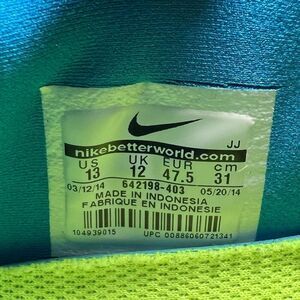 JJ
nikebetterworld.com
US UK EUR cm
13 12 47.5 31
03/12/14 642198-403 05/20/14
MADE IN INDONESIA
FABRIQUE EN INDONESIE
104939015 UPC 00886060721341